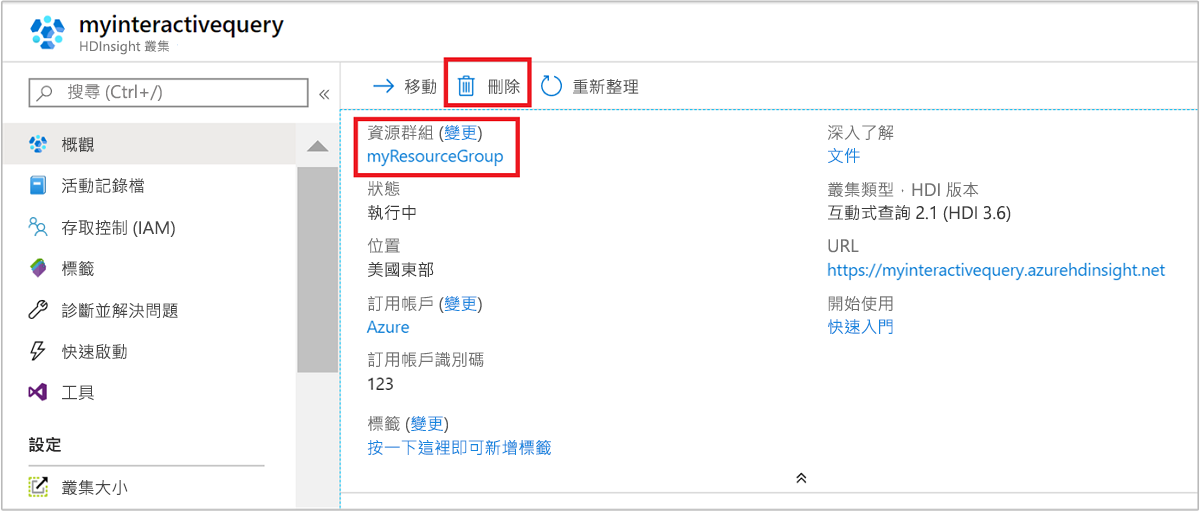 myinteractivequery
HDInsight 叢集
搜尋 (Ctrl+/)
«
概觀
活動記錄檔
存取控制 (IAM)
標籤
診斷並解決問題
快速啟動
工具
設定
叢集大小
移動
刪除
重新整理
資源群組 (變更)
myResourceGroup
狀態
執行中
位置
美國東部
訂用帳戶 (變更)
Azure
訂用帳戶識別碼
123
標籤 (變更)
按一下這裡即可新增標籤
深入了解
文件
叢集類型 · HDI 版本
互動式查詢 2.1 (HDI 3.6)
URL
https://myinteractivequery.azurehdinsight.net
開始使用
快速入門